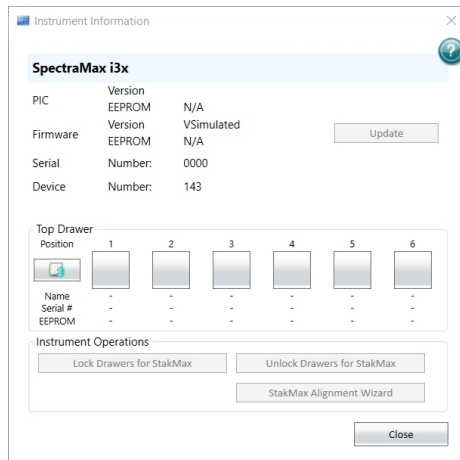 Instrument Information
SpectraMax i3x
PIC Version
EEPROM N/A
Firmware Version VSimulated
EEPROM N/A
Update
Serial Number: 0000
Device Number: 143
Top Drawer
Position 1 2 3 4 5 6
Name - - - - - -
Serial # - - - - - -
EEPROM - - - - - -
Instrument Operations
Lock Drawers for StakMax Unlock Drawers for StakMax
StakMax Alignment Wizard
Close